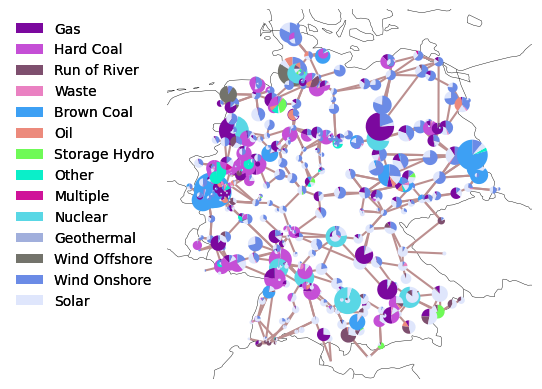 Gas
Hard Coal
Run of River
Waste
Brown Coal
Oil
Storage Hydro
Other
Multiple
Nuclear
Geothermal
Wind Offshore
Wind Onshore
Solar